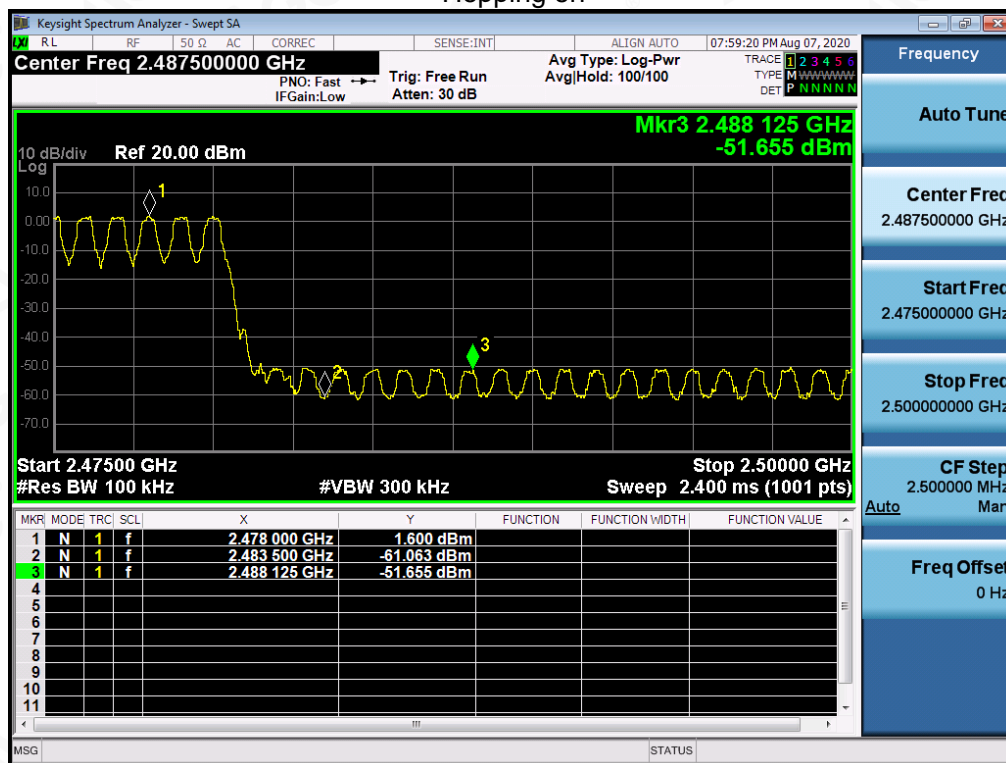 Hopping on
Keysight Spectrum Analyzer - Swept SA
LXI RL RF 50 Ω AC CORREC SENSE:INT ALIGN AUTO 07:59:20 PM Aug 07, 2020
Center Freq 2.487500000 GHz
PNO: Fast
IFGain:Low
Trig: Free Run
Atten: 30 dB
Avg Type: Log-Pwr
Avg|Hold: 100/100
TRACE 1 2 3 4 5 6
TYPE M WWWWW
DET P N N N N N
Mkr3 2.488 125 GHz
-51.655 dBm
10 dB/div Ref 20.00 dBm
Log
10.0
0.00
-10.0
-20.0
-30.0
-40.0
-50.0
-60.0
-70.0
1
2
3
Start 2.47500 GHz Stop 2.50000 GHz
#Res BW 100 kHz #VBW 300 kHz Sweep 2.400 ms (1001 pts)
MKR MODE TRC SCL X Y FUNCTION FUNCTION WIDTH FUNCTION VALUE
1 N 1 f 2.478 000 GHz 1.600 dBm
2 N 1 f 2.483 500 GHz -61.063 dBm
3 N 1 f 2.488 125 GHz -51.655 dBm
4
5
6
7
8
9
10
11
MSG STATUS
Frequency
Auto Tune
Center Freq
2.487500000 GHz
Start Freq
2.475000000 GHz
Stop Freq
2.500000000 GHz
CF Step
2.500000 MHz
Auto Man
Freq Offset
0 Hz